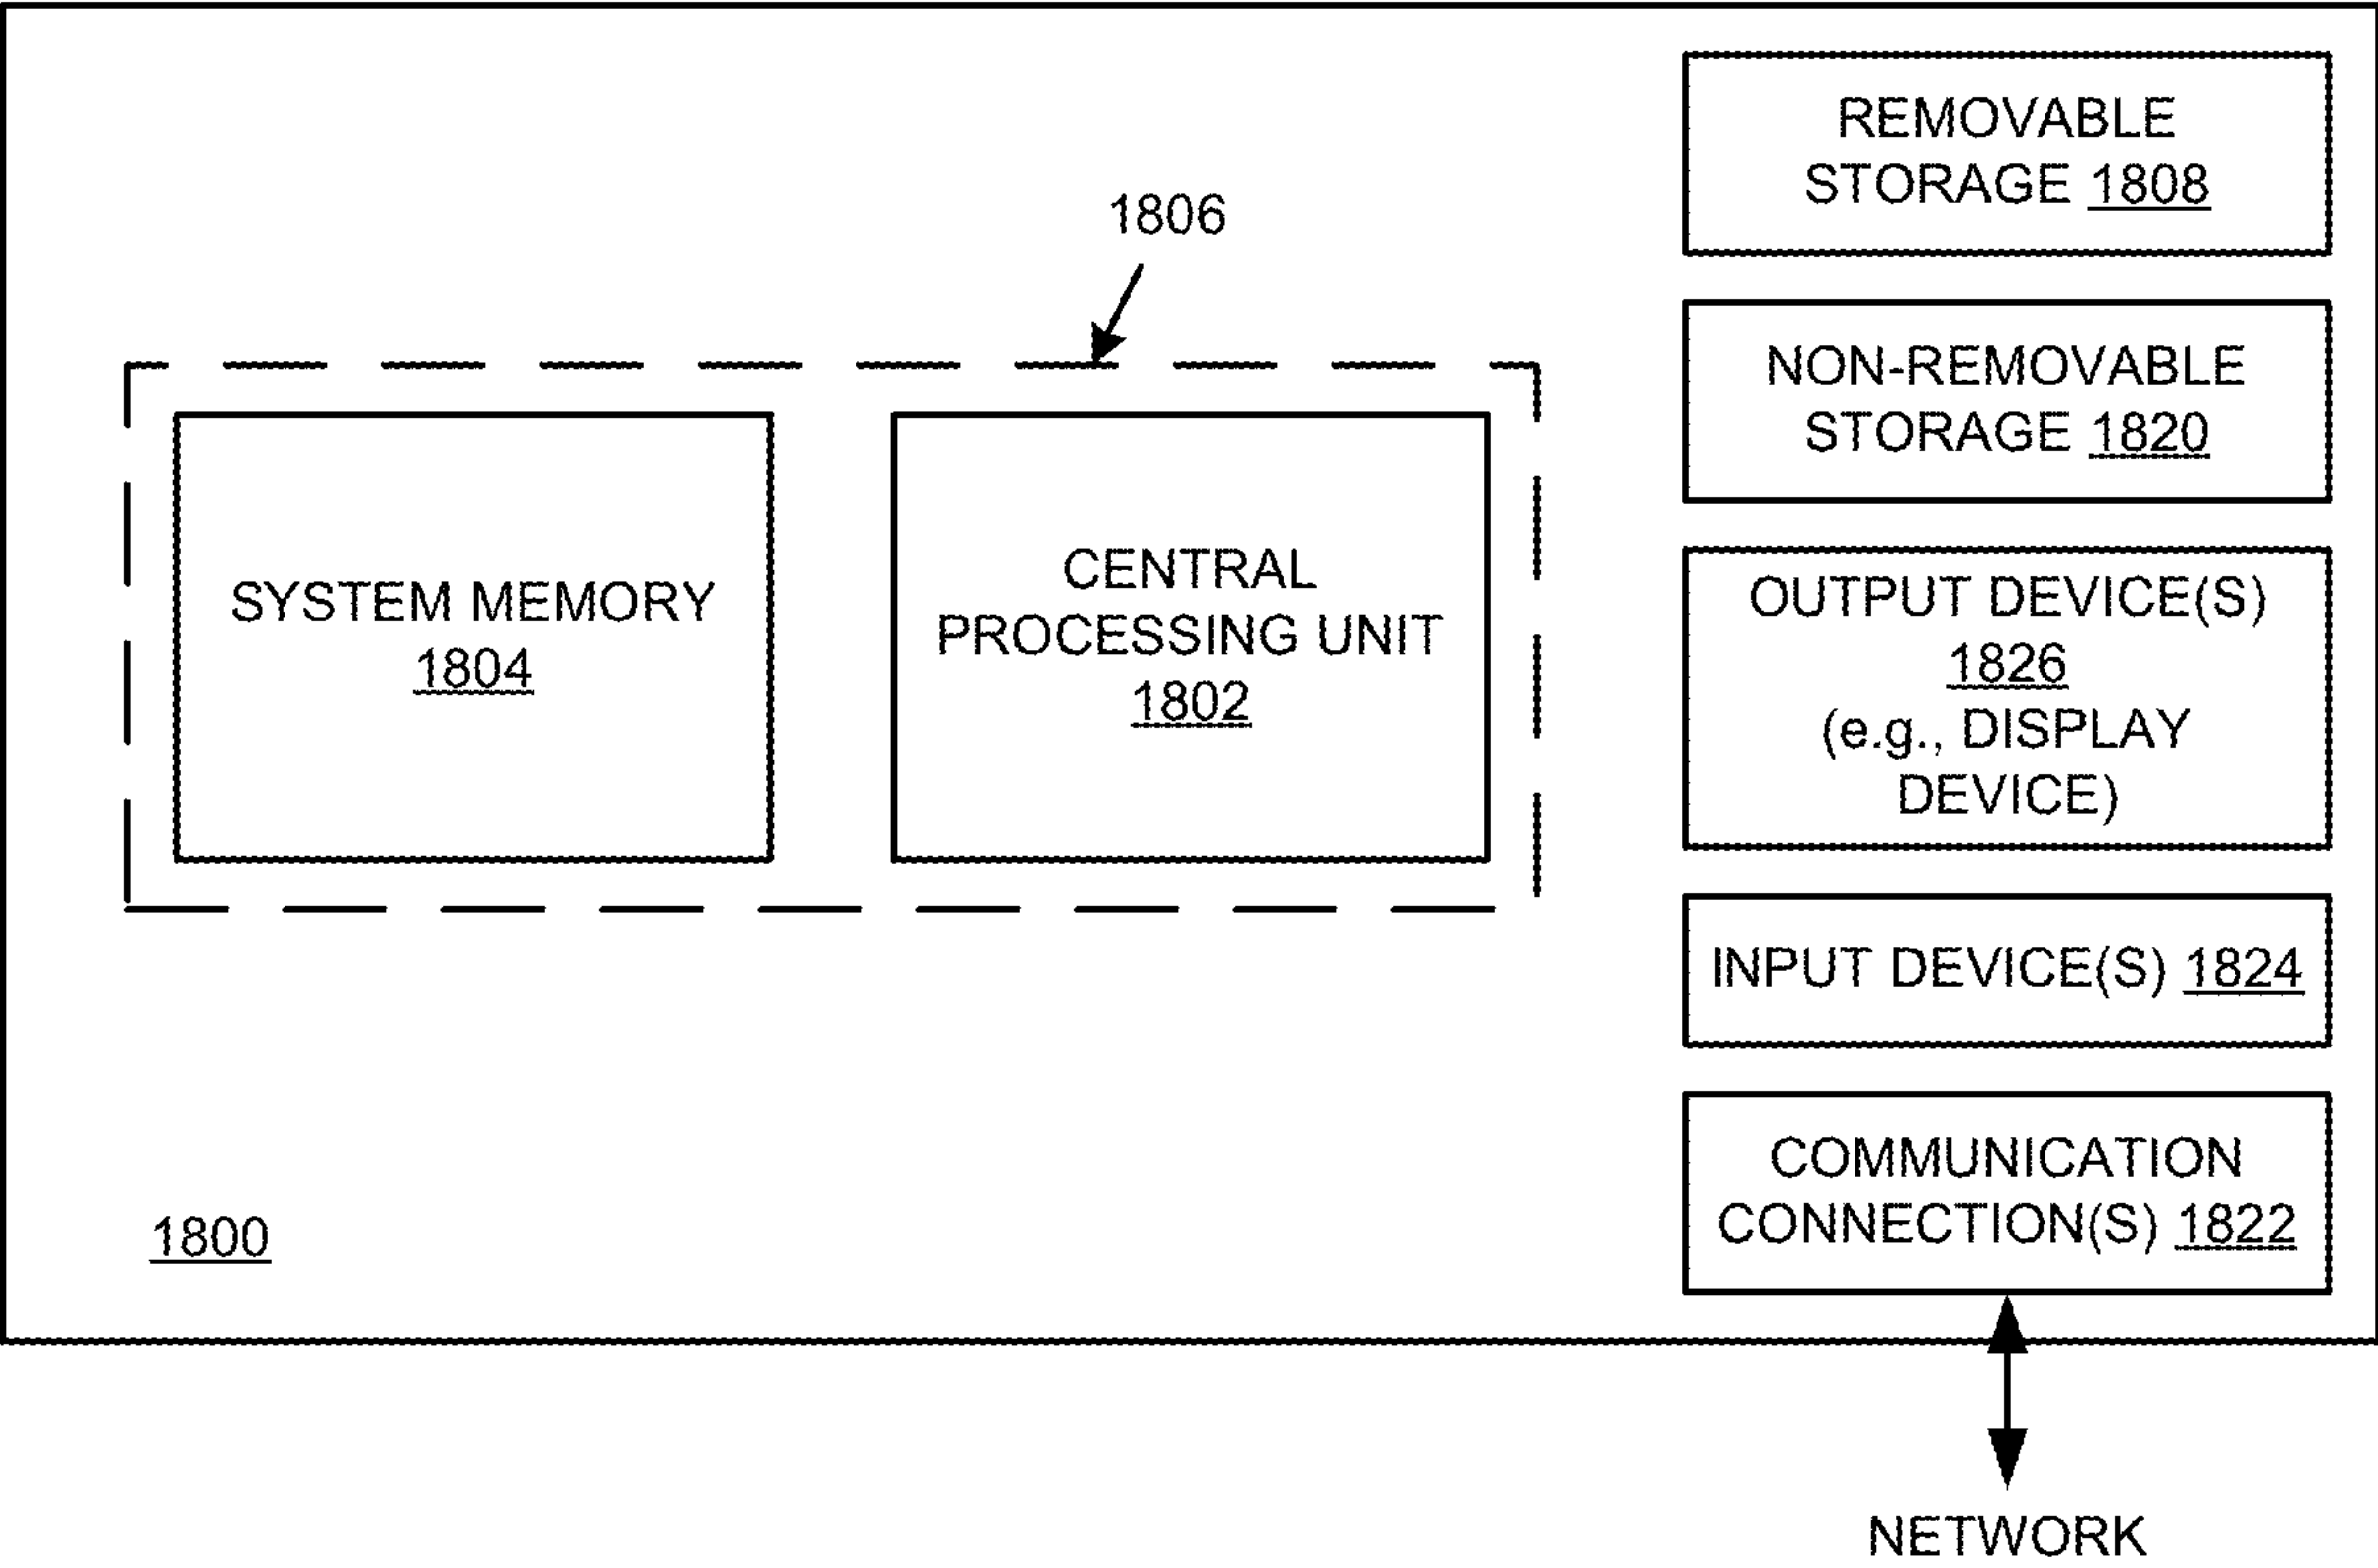 1806
SYSTEM MEMORY
1804
CENTRAL
PROCESSING UNIT
1802
REMOVABLE
STORAGE 1808
NON-REMOVABLE
STORAGE 1820
OUTPUT DEVICE(S)
1826
(e.g., DISPLAY
DEVICE)
INPUT DEVICE(S) 1824
COMMUNICATION
CONNECTION(S) 1822
1800
NETWORK